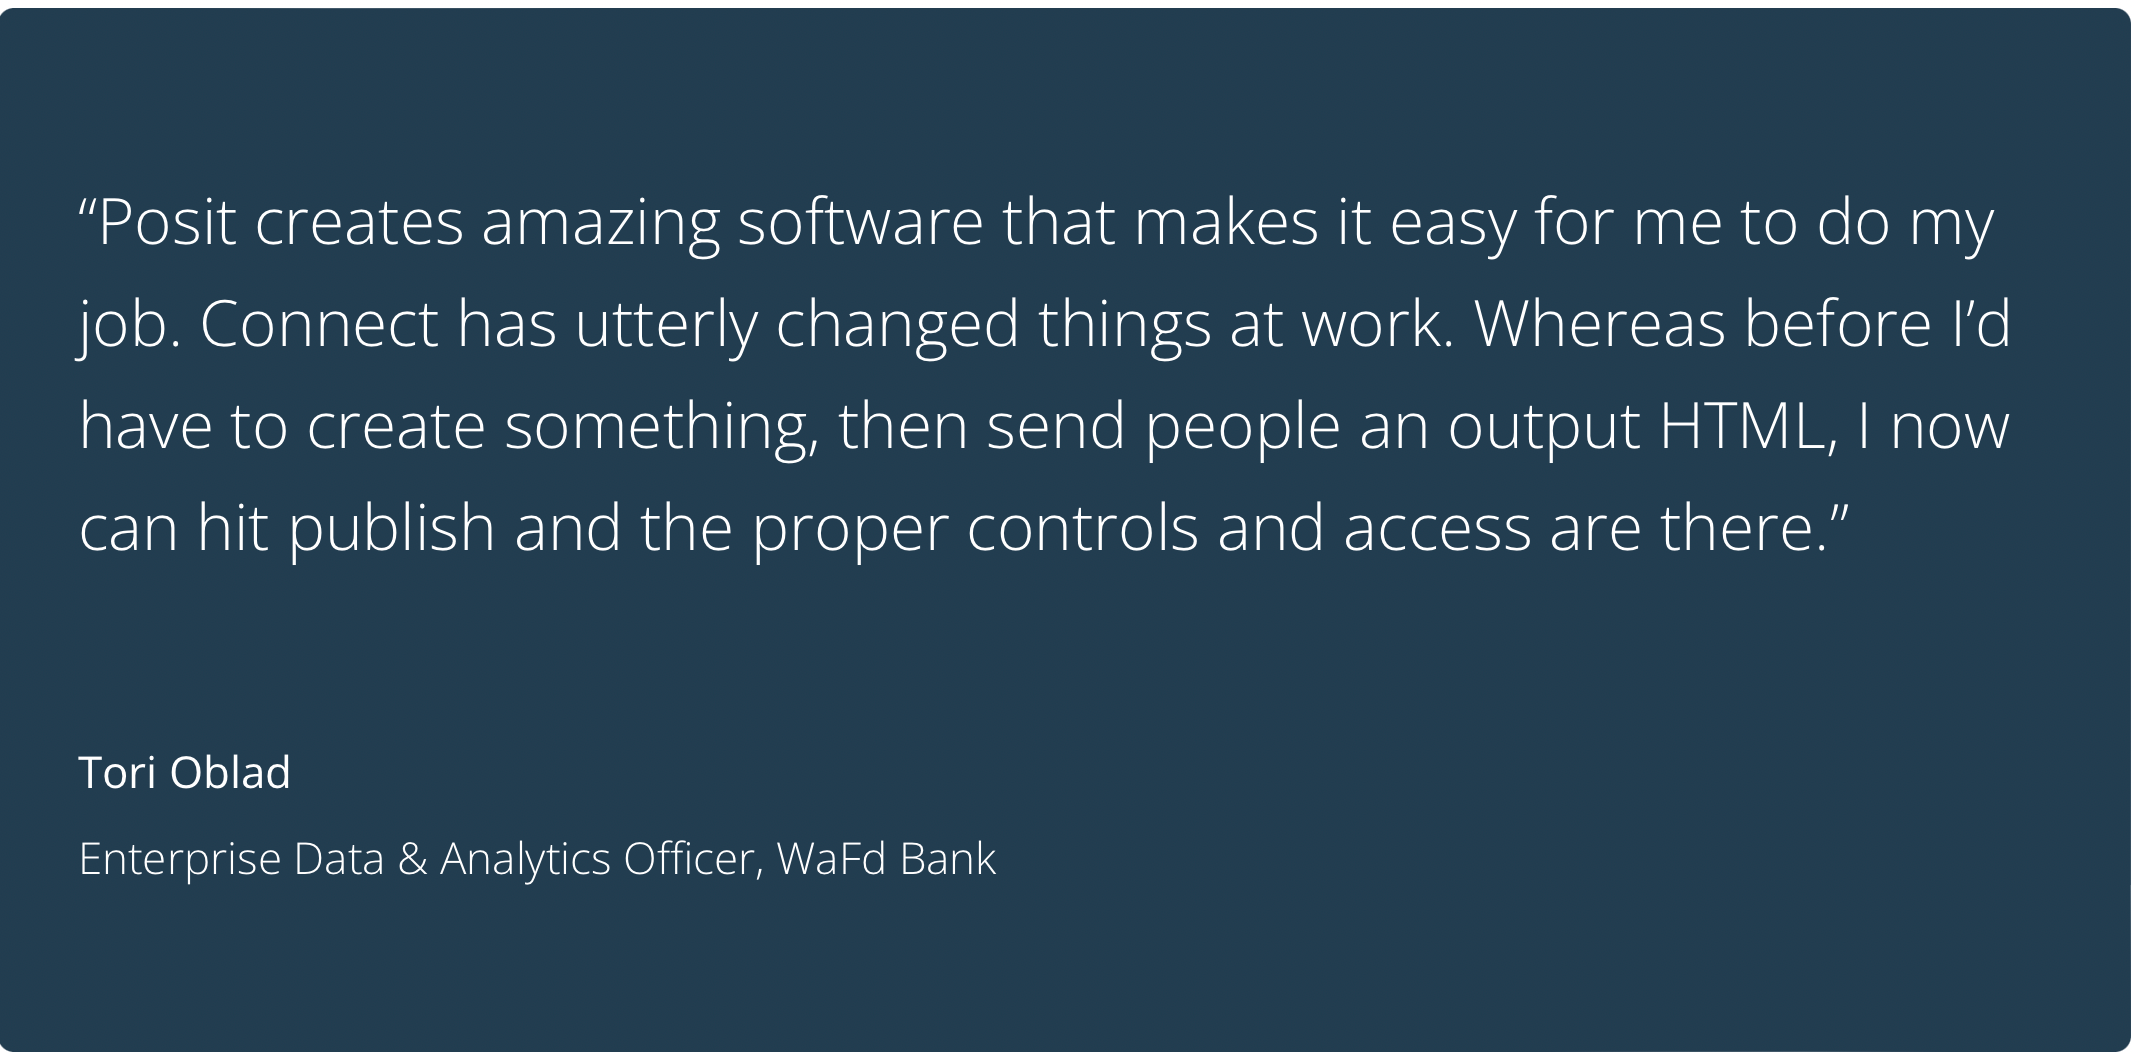 “Posit creates amazing software that makes it easy for me to do my
job. Connect has utterly changed things at work. Whereas before I’d
have to create something, then send people an output HTML, I now
can hit publish and the proper controls and access are there.”
Tori Oblad
Enterprise Data & Analytics Officer, WaFd Bank